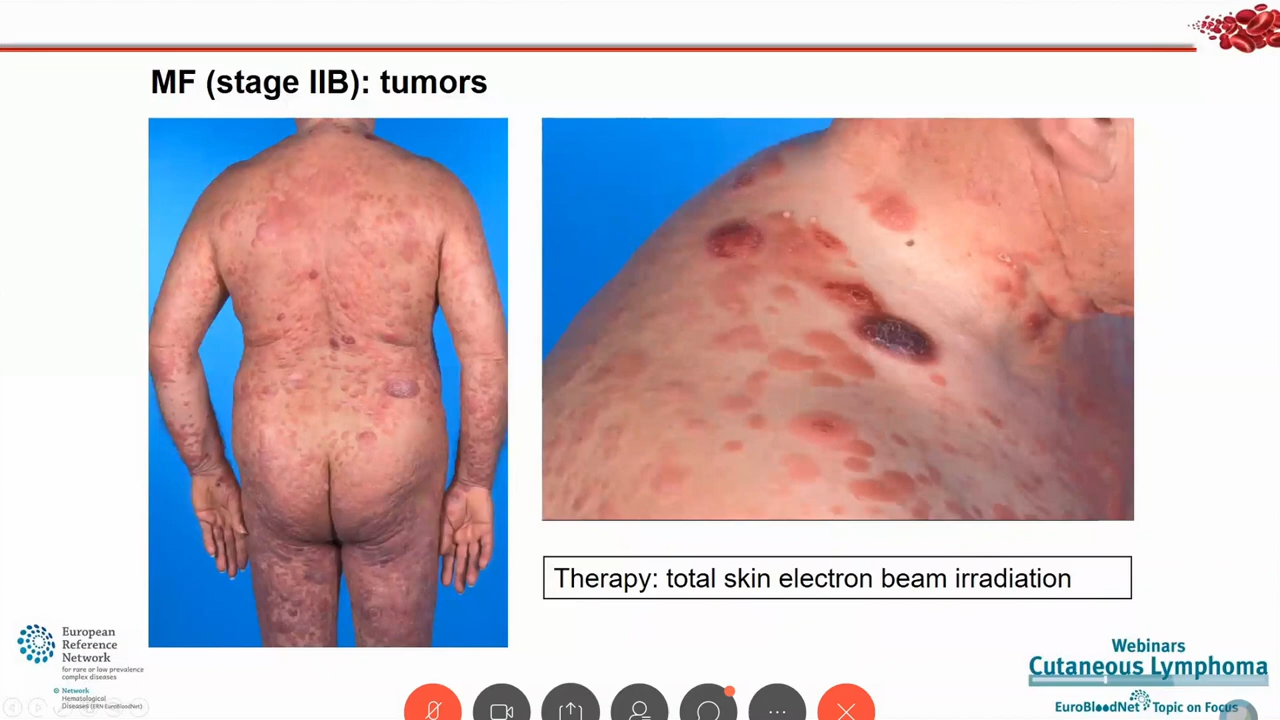 MF (stage IIB): tumors
Therapy: total skin electron beam irradiation
European
Reference
Network
for rare or low prevalence
complex diseases
Network
Hematological
Diseases (ERN EuroBloodNet)
Webinars
Cutaneous Lymphoma
EuroBloodNet Topic on Focus